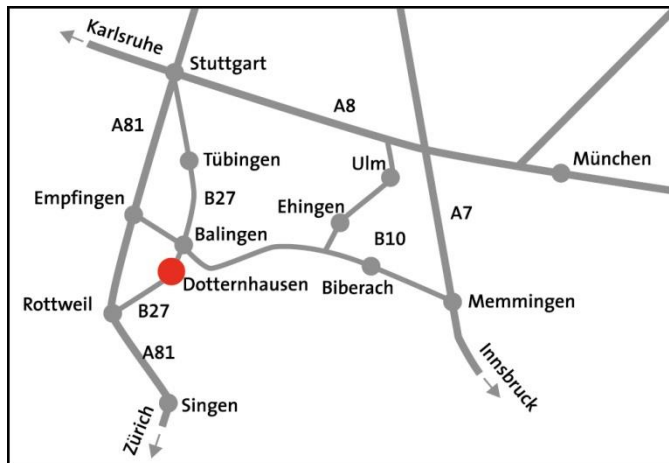 Karlsruhe
Stuttgart
A8
A81
Tübingen
Ulm
München
Empfingen
B27
Ehingen
A7
Balingen
B10
Dotternhausen
Biberach
Rottweil
B27
Memmingen
A81
Innsbruck
Singen
Zürich